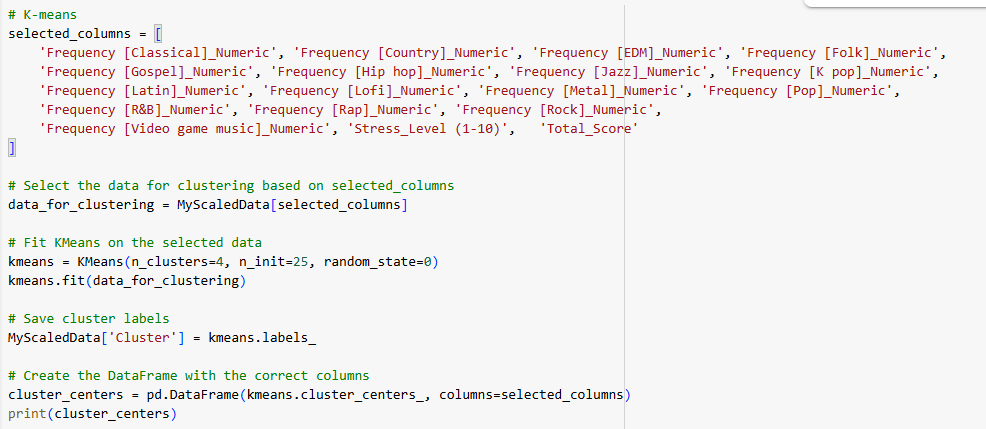 # K-means
selected_columns = [
'Frequency [Classical]_Numeric', 'Frequency [Country]_Numeric', 'Frequency [EDM]_Numeric', 'Frequency [Folk]_Numeric',
'Frequency [Gospel]_Numeric', 'Frequency [Hip hop]_Numeric', 'Frequency [Jazz]_Numeric', 'Frequency [K pop]_Numeric',
'Frequency [Latin]_Numeric', 'Frequency [Lofi]_Numeric', 'Frequency [Metal]_Numeric', 'Frequency [Pop]_Numeric',
'Frequency [R&B]_Numeric', 'Frequency [Rap]_Numeric', 'Frequency [Rock]_Numeric',
'Frequency [Video game music]_Numeric', 'Stress_Level (1-10)',   'Total_Score'
]
# Select the data for clustering based on selected_columns
data_for_clustering = MyScaledData[selected_columns]
# Fit KMeans on the selected data
kmeans = KMeans(n_clusters=4, n_init=25, random_state=0)
kmeans.fit(data_for_clustering)
# Save cluster labels
MyScaledData['Cluster'] = kmeans.labels_
# Create the DataFrame with the correct columns
cluster_centers = pd.DataFrame(kmeans.cluster_centers_, columns=selected_columns)
print(cluster_centers)